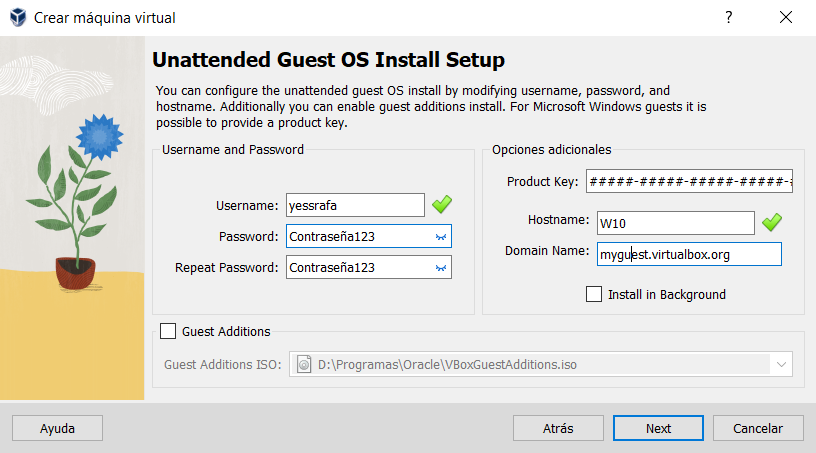 Crear máquina virtual
Unattended Guest OS Install Setup
You can configure the unattended guest OS install by modifying username, password, and
hostname. Additionally you can enable guest additions install. For Microsoft Windows guests it is
possible to provide a product key.
Username and Password
Username: yessrafa
Password: Contraseña123
Repeat Password: Contraseña123
Opciones adicionales
Product Key: #####-#####-#####-#####-#
Hostname: W10
Domain Name: myguest.virtualbox.org
Install in Background
Guest Additions
Guest Additions ISO: D:\Programas\Oracle\VBoxGuestAdditions.iso
Ayuda
Atrás
Next
Cancelar